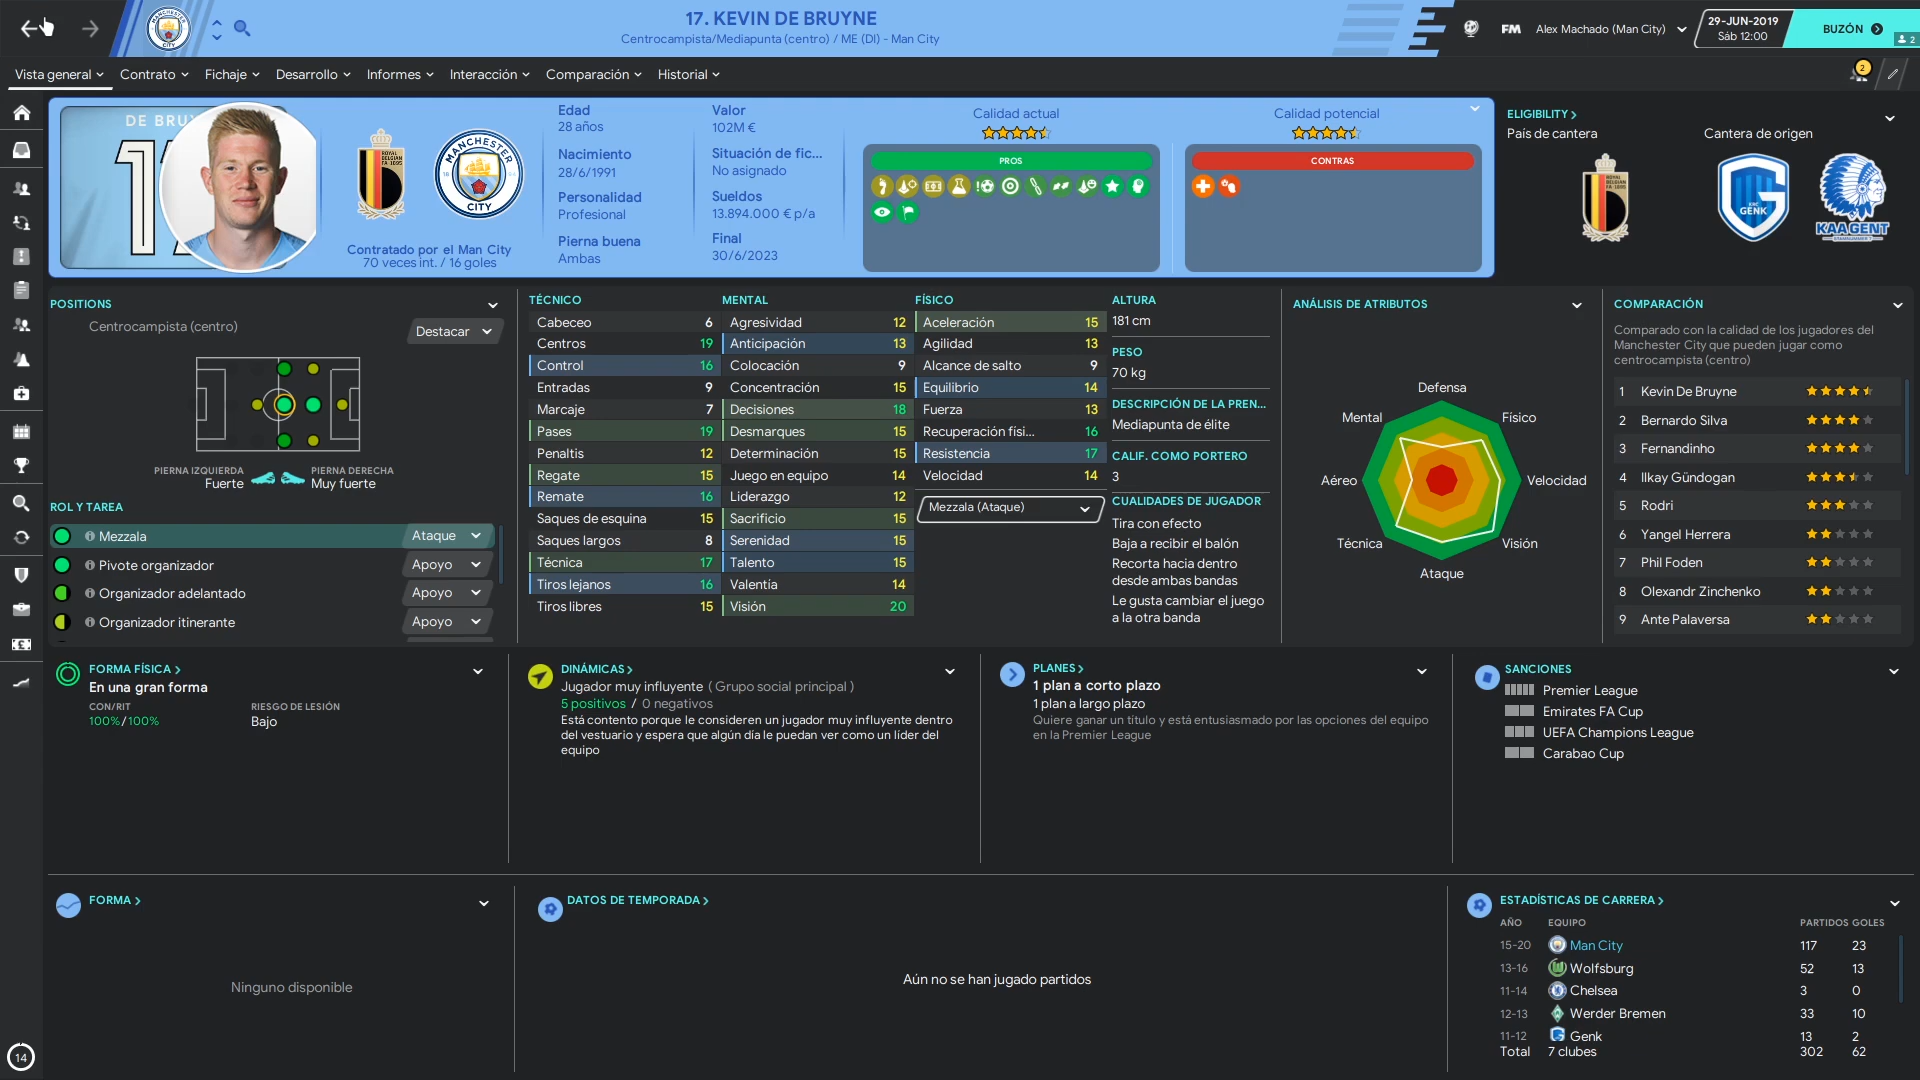 17. KEVIN DE BRUYNE
Centrocampista/Mediapunta (centro) / ME (DI) - Man City
FM
Alex Machado (Man City)
29-JUN-2019
Sáb 12:00
BUZÓN
2
Vista general
Contrato
Fichaje
Desarrollo
Informes
Interacción
Comparación
Historial
2
MANCHESTER CITY
ROYAL BELGIAN FA 1895
MANCHESTER CITY
Contratado por el Man City
70 veces int. / 16 goles
Edad
28 años
Nacimiento
28/6/1991
Personalidad
Profesional
Pierna buena
Ambas
Valor
102M €
Situación de fic...
No asignado
Sueldos
13.894.000 € p/a
Final
30/6/2023
Calidad actual
PROS
Calidad potencial
CONTRAS
ELIGIBILITY
País de cantera
Cantera de origen
ROYAL BELGIAN FA 1895
KRC GENK
KAA GENT
POSITIONS
Centrocampista (centro)
Destacar
PIERNA IZQUIERDA
Fuerte
PIERNA DERECHA
Muy fuerte
ROL Y TAREA
Mezzala Ataque
Pivote organizador Apoyo
Organizador adelantado Apoyo
Organizador itinerante Apoyo
TÉCNICO
Cabeceo 6
Centros 19
Control 16
Entradas 9
Marcaje 7
Pases 19
Penaltis 12
Regate 15
Remate 16
Saques de esquina 15
Saques largos 8
Técnica 17
Tiros lejanos 16
Tiros libres 15
MENTAL
Agresividad 12
Anticipación 13
Colocación 9
Concentración 15
Decisiones 18
Desmarques 15
Determinación 15
Juego en equipo 14
Liderazgo 12
Sacrificio 15
Serenidad 15
Talento 15
Valentía 14
Visión 20
FÍSICO
Aceleración 15
Agilidad 13
Alcance de salto 9
Equilibrio 14
Fuerza 13
Recuperación físi... 16
Resistencia 17
Velocidad 14
Mezzala (Ataque)
ALTURA
181 cm
PESO
70 kg
DESCRIPCIÓN DE LA PREN...
Mediapunta de élite
CALIF. COMO PORTERO
3
CUALIDADES DE JUGADOR
Tira con efecto
Baja a recibir el balón
Recorta hacia dentro
desde ambas bandas
Le gusta cambiar el juego
a la otra banda
ANÁLISIS DE ATRIBUTOS
Defensa
Físico
Velocidad
Visión
Ataque
Técnica
Aéreo
Mental
COMPARACIÓN
Comparado con la calidad de los jugadores del
Manchester City que pueden jugar como
centrocampista (centro)
1 Kevin De Bruyne
2 Bernardo Silva
3 Fernandinho
4 Ilkay Gündogan
5 Rodri
6 Yangel Herrera
7 Phil Foden
8 Olexandr Zinchenko
9 Ante Palaversa
FORMA FÍSICA
En una gran forma
CON/RIT
100%/100%
RIESGO DE LESIÓN
Bajo
DINÁMICAS
Jugador muy influyente ( Grupo social principal )
5 positivos / 0 negativos
Está contento porque le consideren un jugador muy influyente dentro
del vestuario y espera que algún día le puedan ver como un líder del
equipo
PLANES
1 plan a corto plazo
1 plan a largo plazo
Quiere ganar un título y está entusiasmado por las opciones del equipo
en la Premier League
SANCIONES
Premier League
Emirates FA Cup
UEFA Champions League
Carabao Cup
FORMA
Ninguno disponible
DATOS DE TEMPORADA
Aún no se han jugado partidos
ESTADÍSTICAS DE CARRERA
AÑO EQUIPO PARTIDOS GOLES
15-20 Man City 117 23
13-16 Wolfsburg 52 13
11-14 Chelsea 3 0
12-13 Werder Bremen 33 10
11-12 Genk 13 2
Total 7 clubes 302 62
14